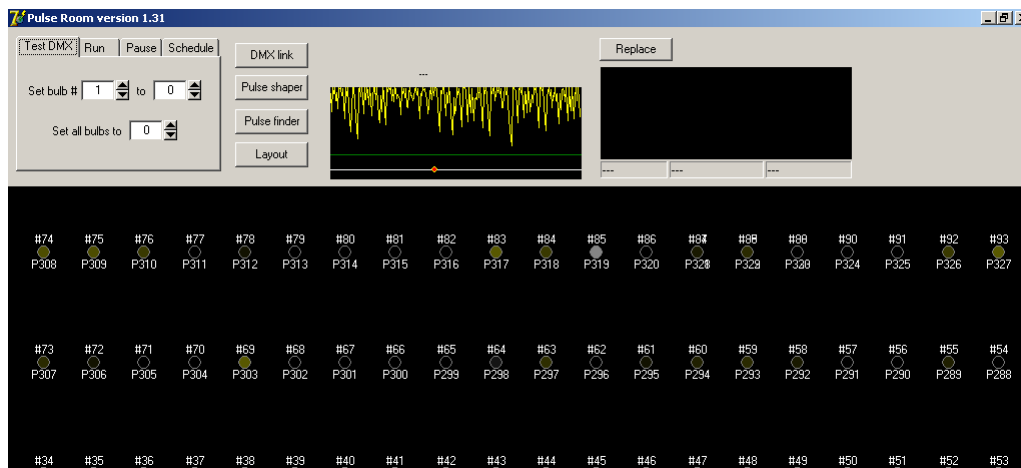 Pulse Room version 1.31
Test DMX Run Pause Schedule
DMX link
Replace
Set bulb # 1 to 0
Pulse shaper
---
Set all bulbs to 0
Pulse finder
Layout
--- --- ---
#74 #75 #76 #77 #78 #79 #80 #81 #82 #83 #84 #85 #86 #90 #91 #92 #93
P308 P309 P310 P311 P312 P313 P314 P315 P316 P317 P318 P319 P320 P324 P325 P326 P327
#73 #72 #71 #70 #69 #68 #67 #66 #65 #64 #63 #62 #61 #60 #59 #58 #57 #56 #55 #54
P307 P306 P305 P304 P303 P302 P301 P300 P299 P298 P297 P296 P295 P294 P293 P292 P291 P290 P289 P288
#34 #35 #36 #37 #38 #39 #40 #41 #42 #43 #44 #45 #46 #47 #48 #49 #50 #51 #52 #53